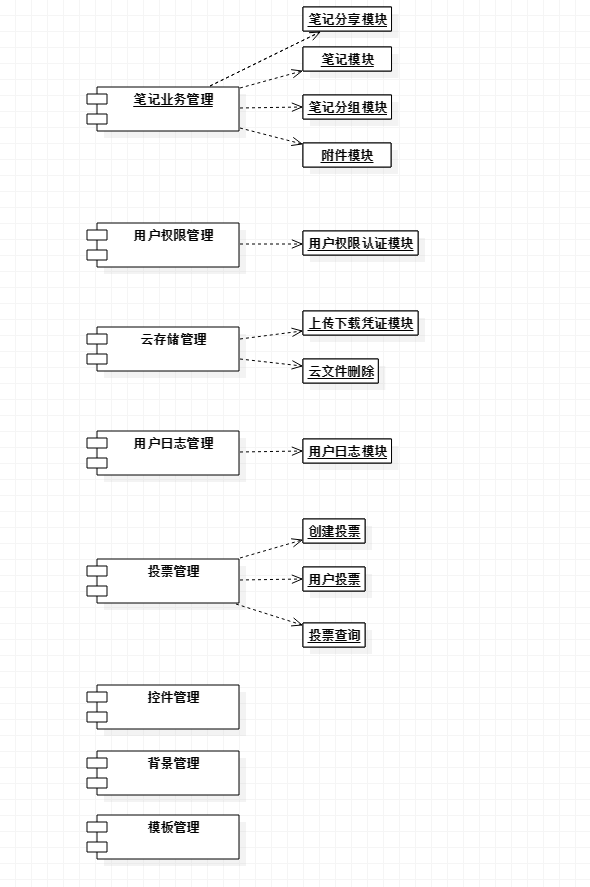 笔记分享模块
笔记模块
笔记业务管理
笔记分组模块
附件模块
用户权限管理
用户权限认证模块
上传下载凭证模块
云存储管理
云文件删除
用户日志管理
用户日志模块
创建投票
投票管理
用户投票
投票查询
控件管理
背景管理
模板管理